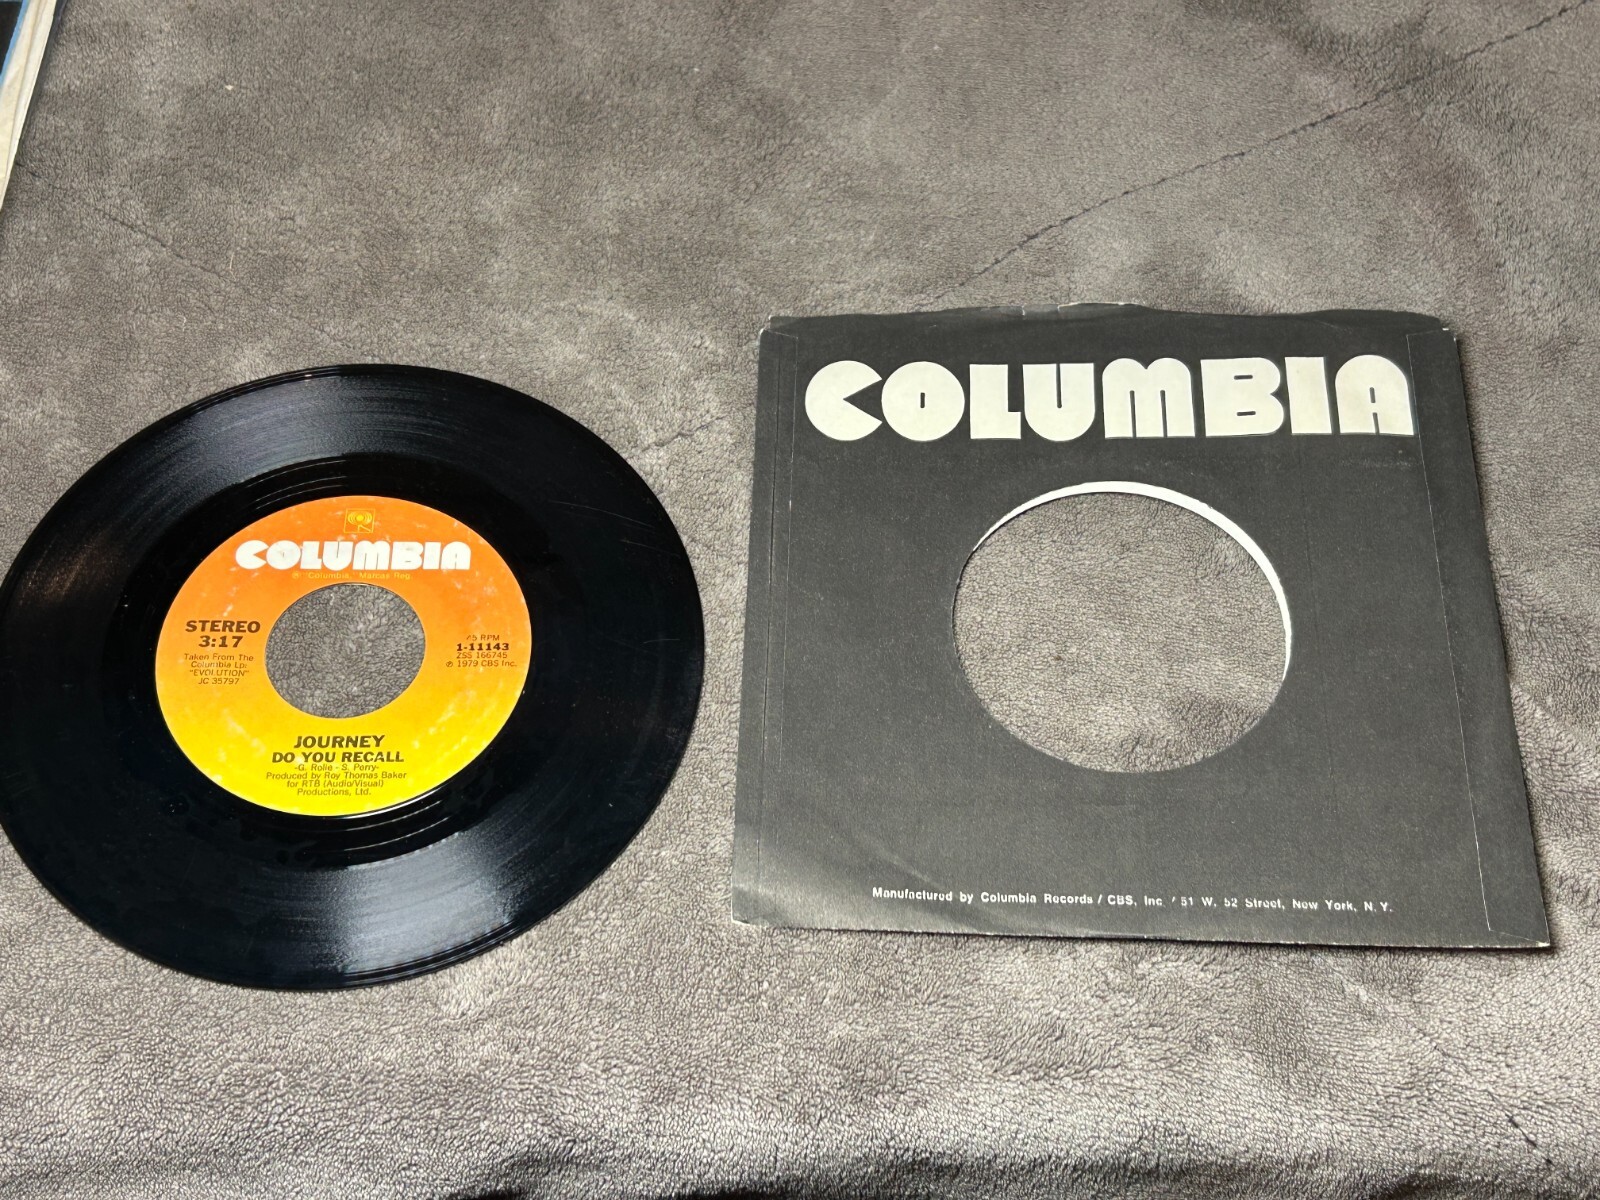 COLUMBIA
® "Columbia," Marcas Reg.
STEREO
3:17
Taken From The
Columbia Lp:
"EVOLUTION"
JC 35797
45 RPM
1-11143
ZSS 166745
℗ 1979 CBS Inc.
JOURNEY
DO YOU RECALL
-G. Rolie - S. Perry-
Produced by Roy Thomas Baker
for RTB (Audio/Visual)
Productions, Ltd.
COLUMBIA
Manufactured by Columbia Records / CBS, Inc. / 51 W. 52 Street, New York, N.Y.